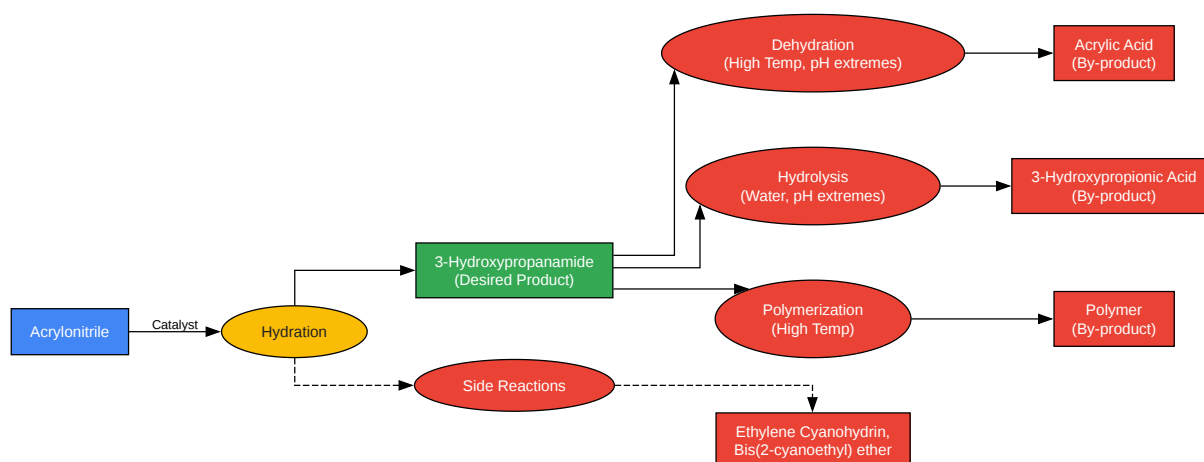 Dehydration
(High Temp, pH extremes)
Acrylic Acid
(By-product)
Hydrolysis
(Water, pH extremes)
3-Hydroxypropionic Acid
(By-product)
3-Hydroxypropanamide
(Desired Product)
Polymerization
(High Temp)
Polymer
(By-product)
Acrylonitrile
Catalyst
Hydration
Side Reactions
Ethylene Cyanohydrin,
Bis(2-cyanoethyl) ether